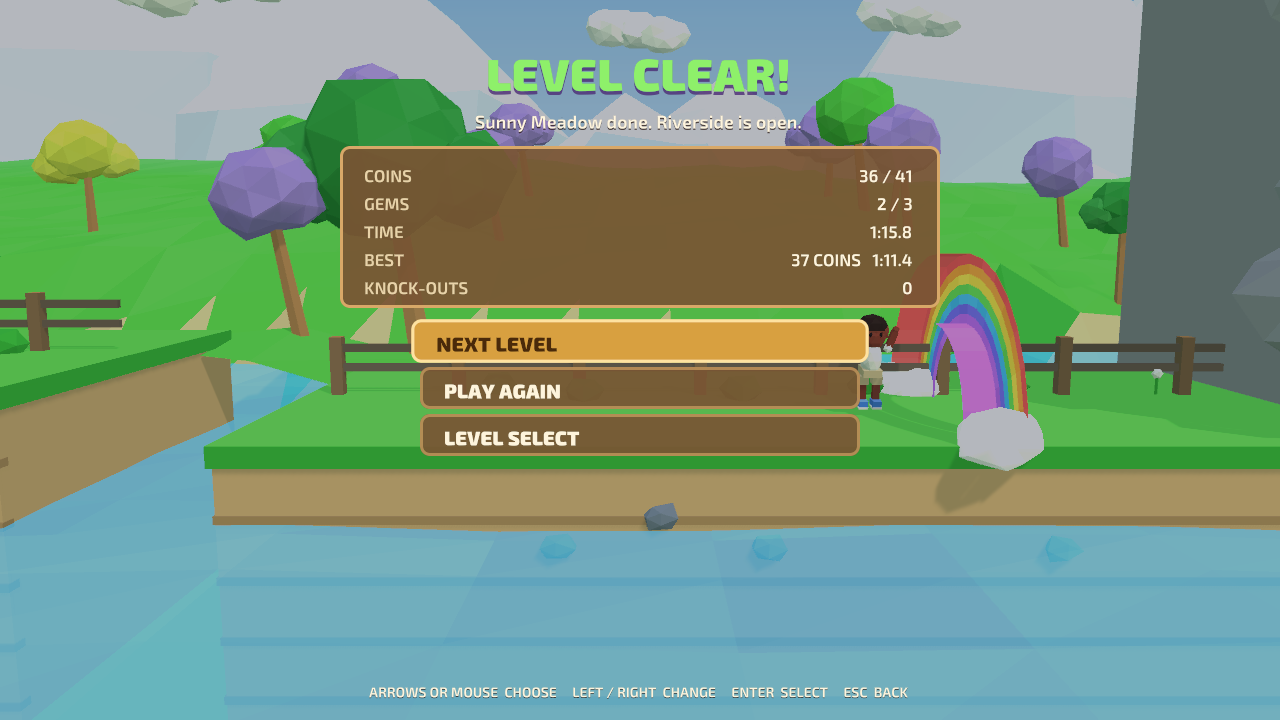 LEVEL CLEAR!
Sunny Meadow done. Riverside is open.
COINS 36 / 41
GEMS 2 / 3
TIME 1:15.8
BEST 37 COINS 1:11.4
KNOCK-OUTS 0
NEXT LEVEL
PLAY AGAIN
LEVEL SELECT
ARROWS OR MOUSE CHOOSE LEFT / RIGHT CHANGE ENTER SELECT ESC BACK